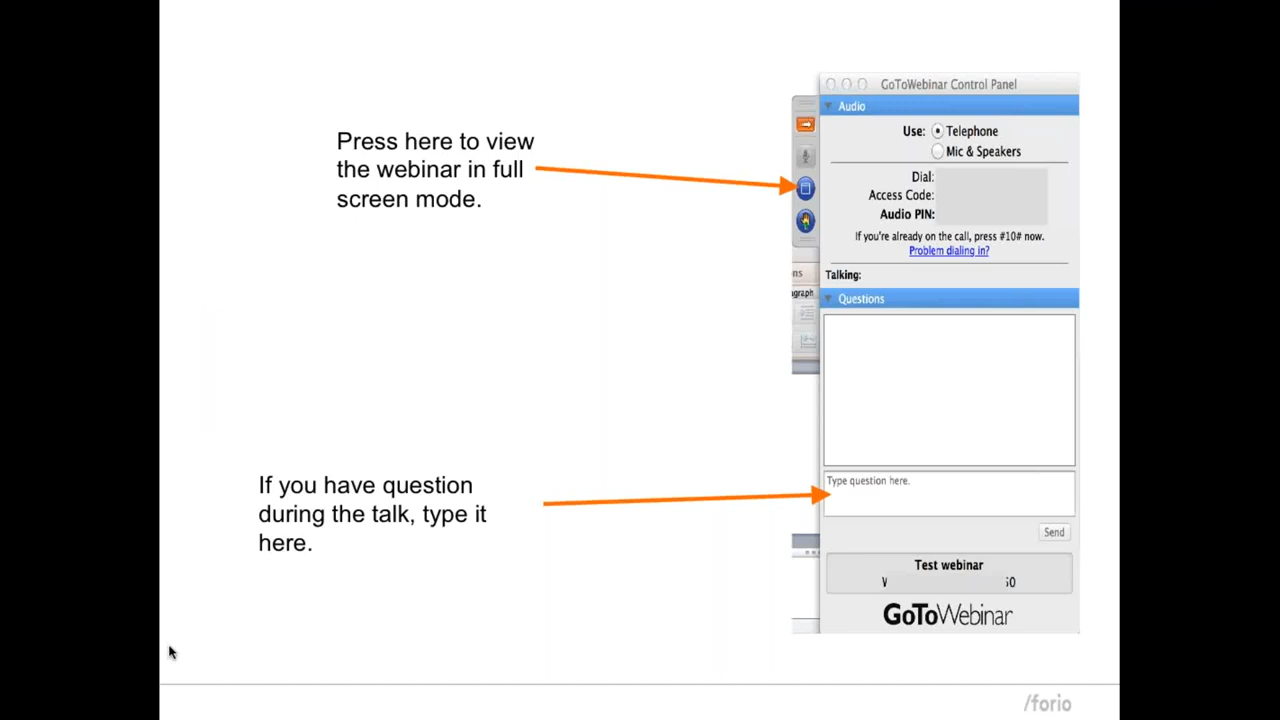 GoToWebinar Control Panel
Audio
Press here to view
the webinar in full
screen mode.
Use: Telephone
Mic & Speakers
Dial:
Access Code:
Audio PIN:
If you're already on the call, press #10# now.
Problem dialing in?
Talking:
ons
agraph
Questions
If you have question
during the talk, type it
here.
Type question here.
Send
Test webinar
GoToWebinar
/forio